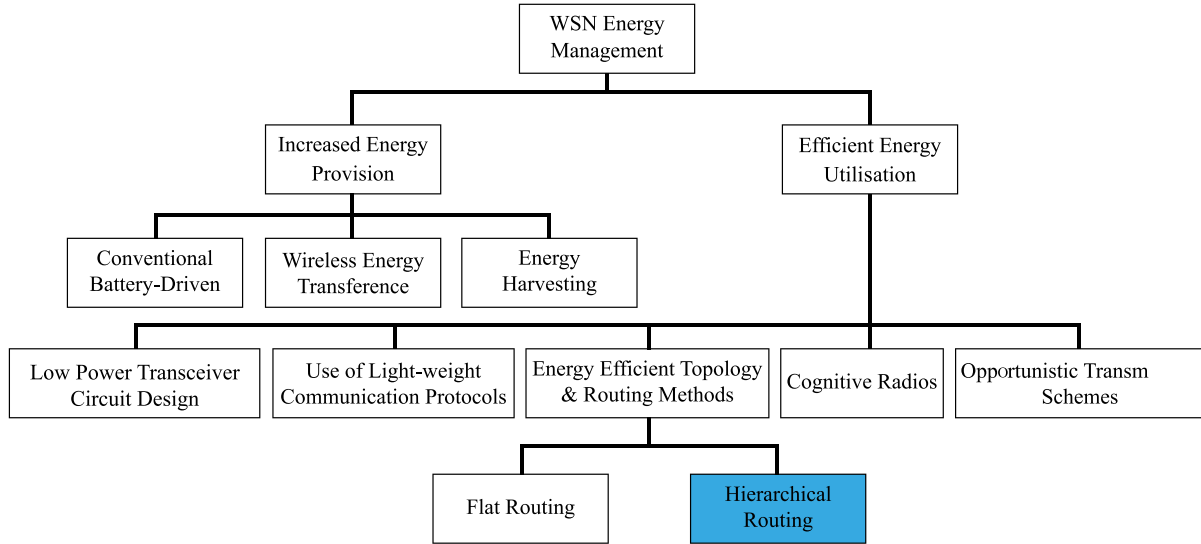 WSN Energy
Management
Increased Energy
Provision
Efficient Energy
Utilisation
Conventional
Battery-Driven
Wireless Energy
Transference
Energy
Harvesting
Low Power Transceiver
Circuit Design
Use of Light-weight
Communication Protocols
Energy Efficient Topology
& Routing Methods
Cognitive Radios
Opportunistic Transm
Schemes
Flat Routing
Hierarchical
Routing